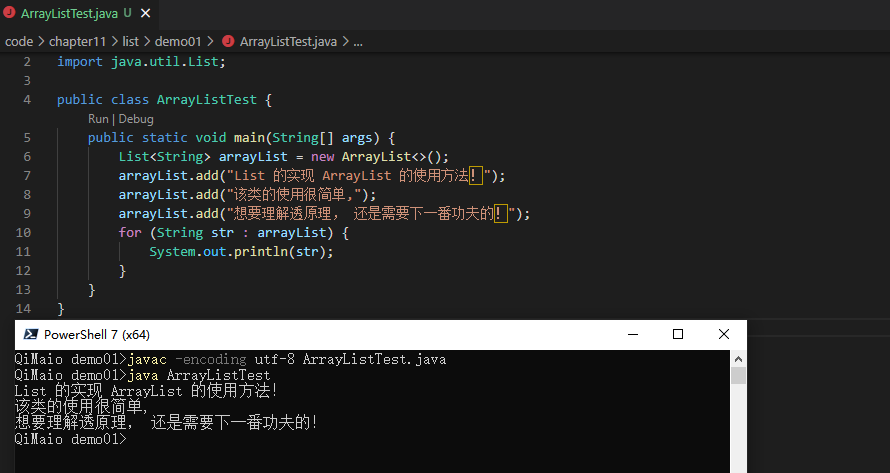 ArrayListTest.java U
code > chapter11 > list > demo01 > ArrayListTest.java > ...
2 import java.util.List;
3
4 public class ArrayListTest {
Run | Debug
5 public static void main(String[] args) {
6 List<String> arrayList = new ArrayList<>();
7 arrayList.add("List 的实现 ArrayList 的使用方法！");
8 arrayList.add("该类的使用很简单,");
9 arrayList.add("想要理解透原理， 还是需要下一番功夫的！");
10 for (String str : arrayList) {
11 System.out.println(str);
12 }
13 }
14 }
PowerShell 7 (x64)
QiMaio demo01>javac -encoding utf-8 ArrayListTest.java
QiMaio demo01>java ArrayListTest
List 的实现 ArrayList 的使用方法！
该类的使用很简单,
想要理解透原理， 还是需要下一番功夫的！
QiMaio demo01>